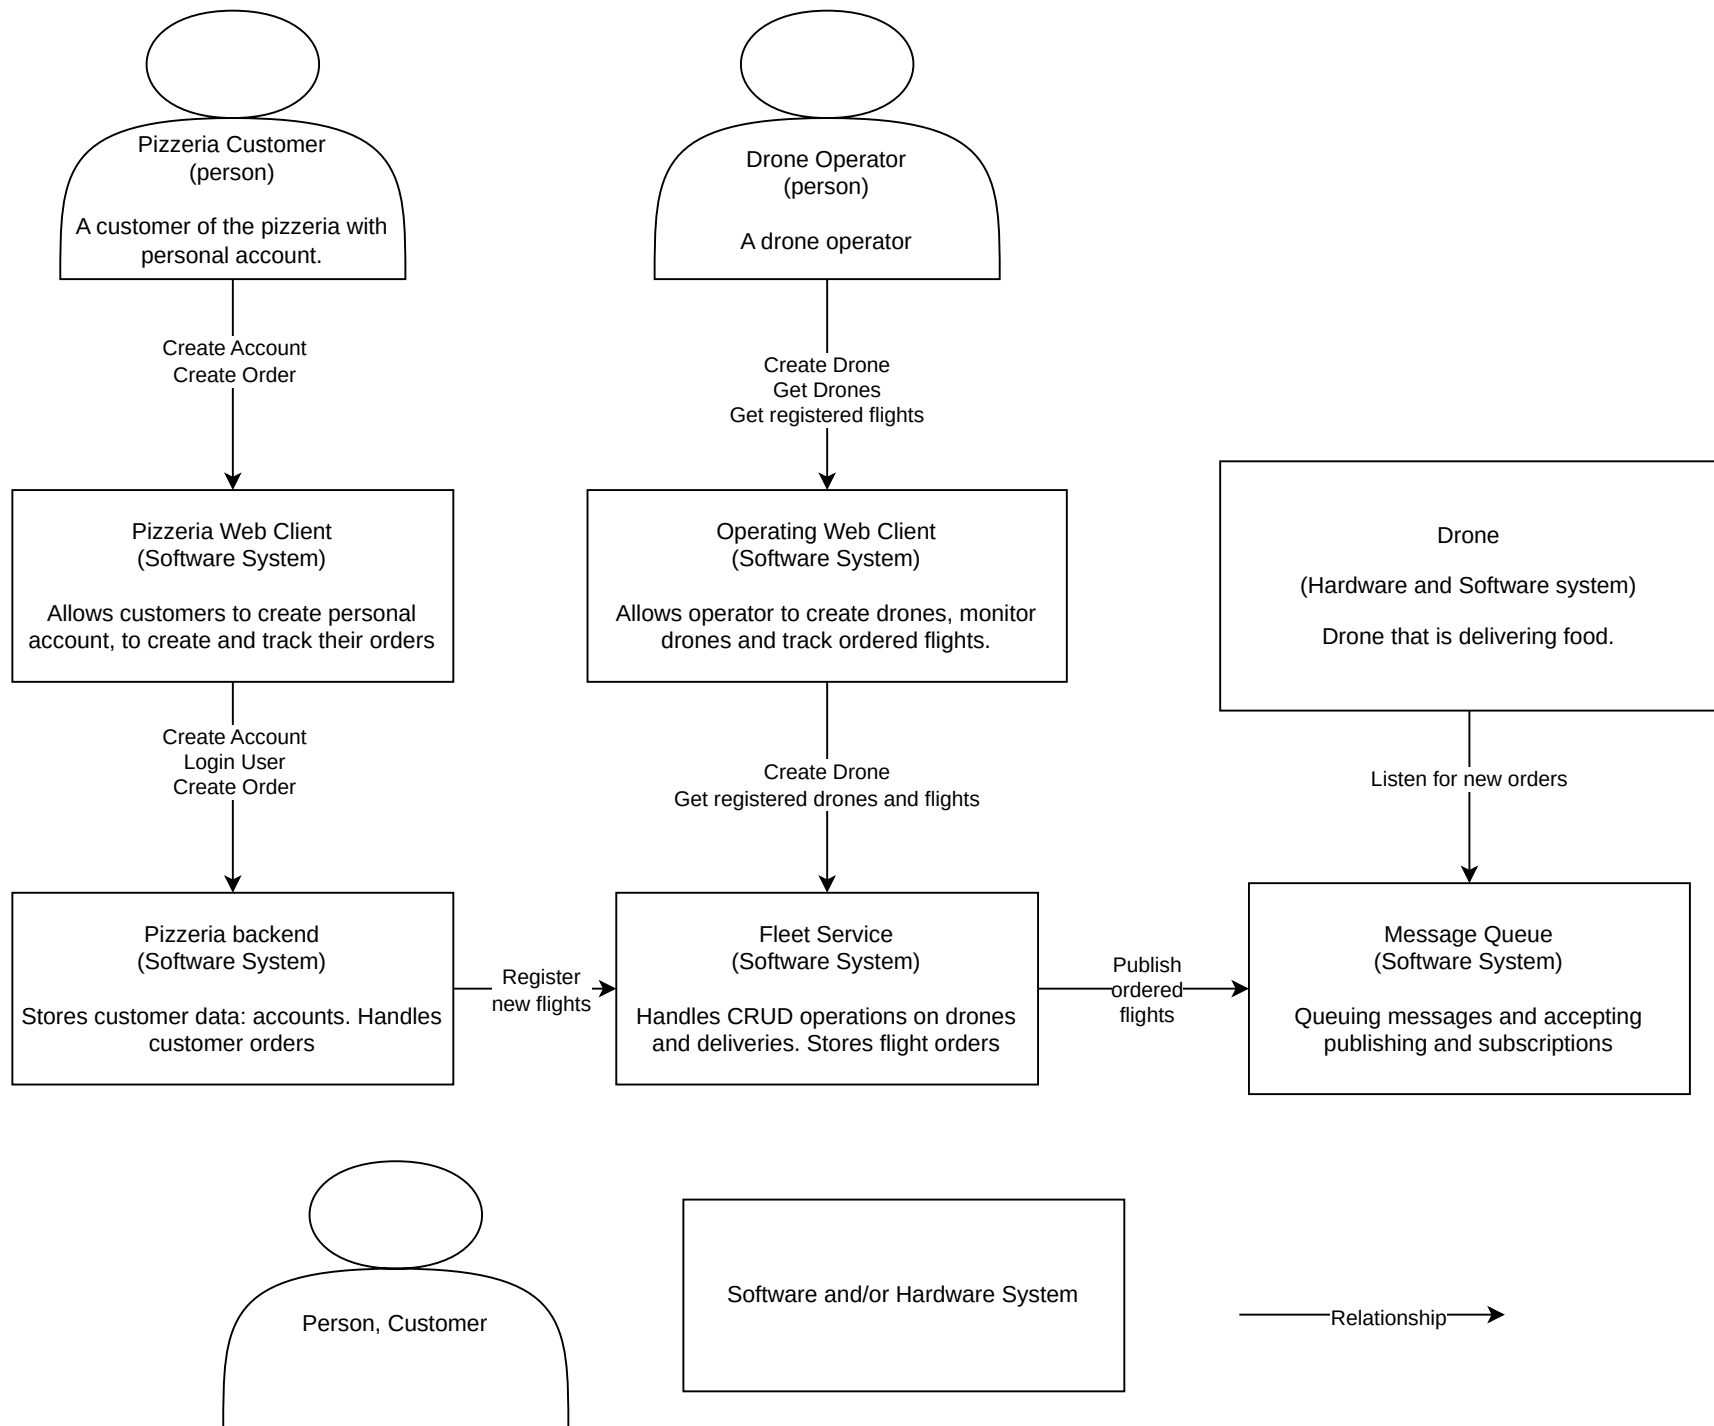 Pizzeria Customer
(person)
A customer of the pizzeria with
personal account.
Drone Operator
(person)
A drone operator
Create Account
Create Order
Create Drone
Get Drones
Get registered flights
Pizzeria Web Client
(Software System)
Allows customers to create personal
account, to create and track their orders
Operating Web Client
(Software System)
Allows operator to create drones, monitor
drones and track ordered flights.
Drone
(Hardware and Software system)
Drone that is delivering food.
Create Account
Login User
Create Order
Create Drone
Get registered drones and flights
Listen for new orders
Pizzeria backend
(Software System)
Stores customer data: accounts. Handles
customer orders
Register
new flights
Fleet Service
(Software System)
Handles CRUD operations on drones
and deliveries. Stores flight orders
Publish
ordered
flights
Message Queue
(Software System)
Queuing messages and accepting
publishing and subscriptions
Person, Customer
Software and/or Hardware System
Relationship